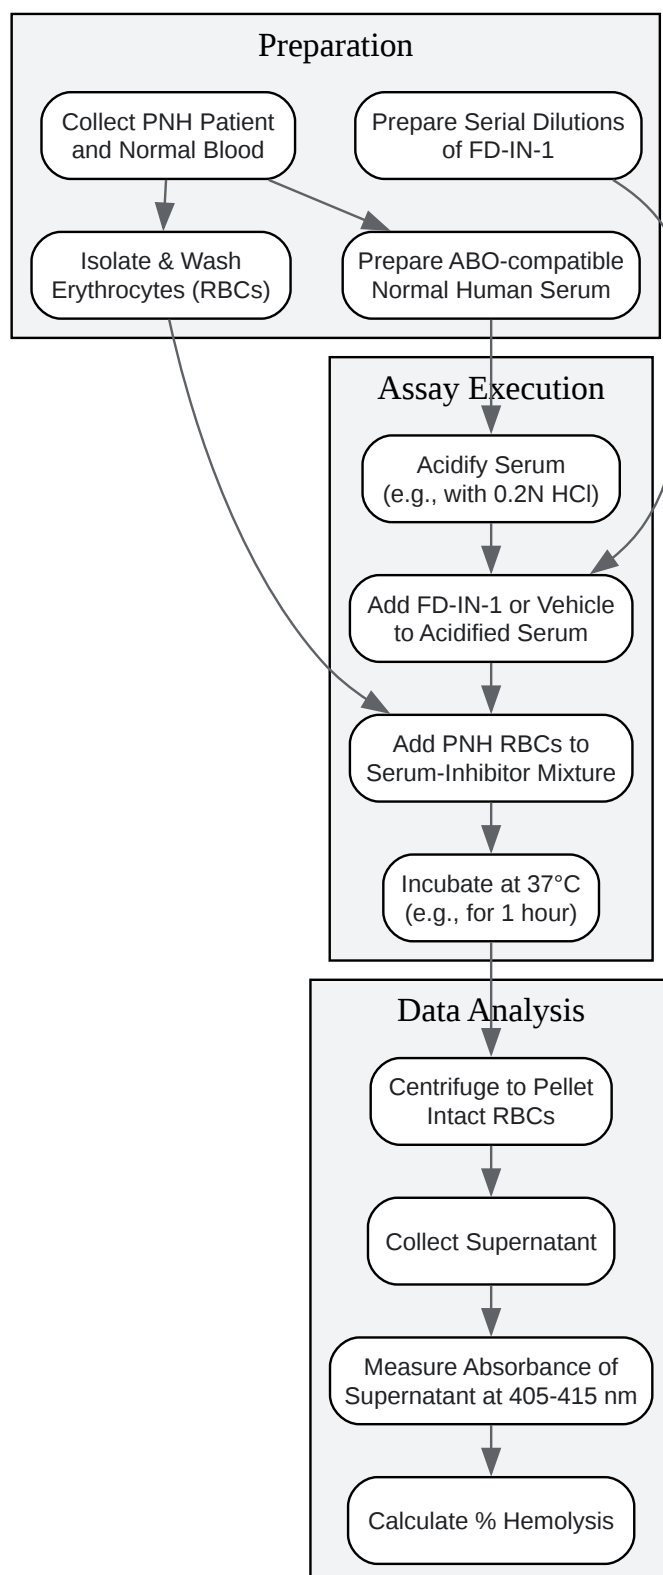 Preparation
Collect PNH Patient
and Normal Blood
Prepare Serial Dilutions
of FD-IN-1
Isolate & Wash
Erythrocytes (RBCs)
Prepare ABO-compatible
Normal Human Serum
Assay Execution
Acidify Serum
(e.g., with 0.2N HCl)
Add FD-IN-1 or Vehicle
to Acidified Serum
Add PNH RBCs to
Serum-Inhibitor Mixture
Incubate at 37°C
(e.g., for 1 hour)
Data Analysis
Centrifuge to Pellet
Intact RBCs
Collect Supernatant
Measure Absorbance of
Supernatant at 405-415 nm
Calculate % Hemolysis